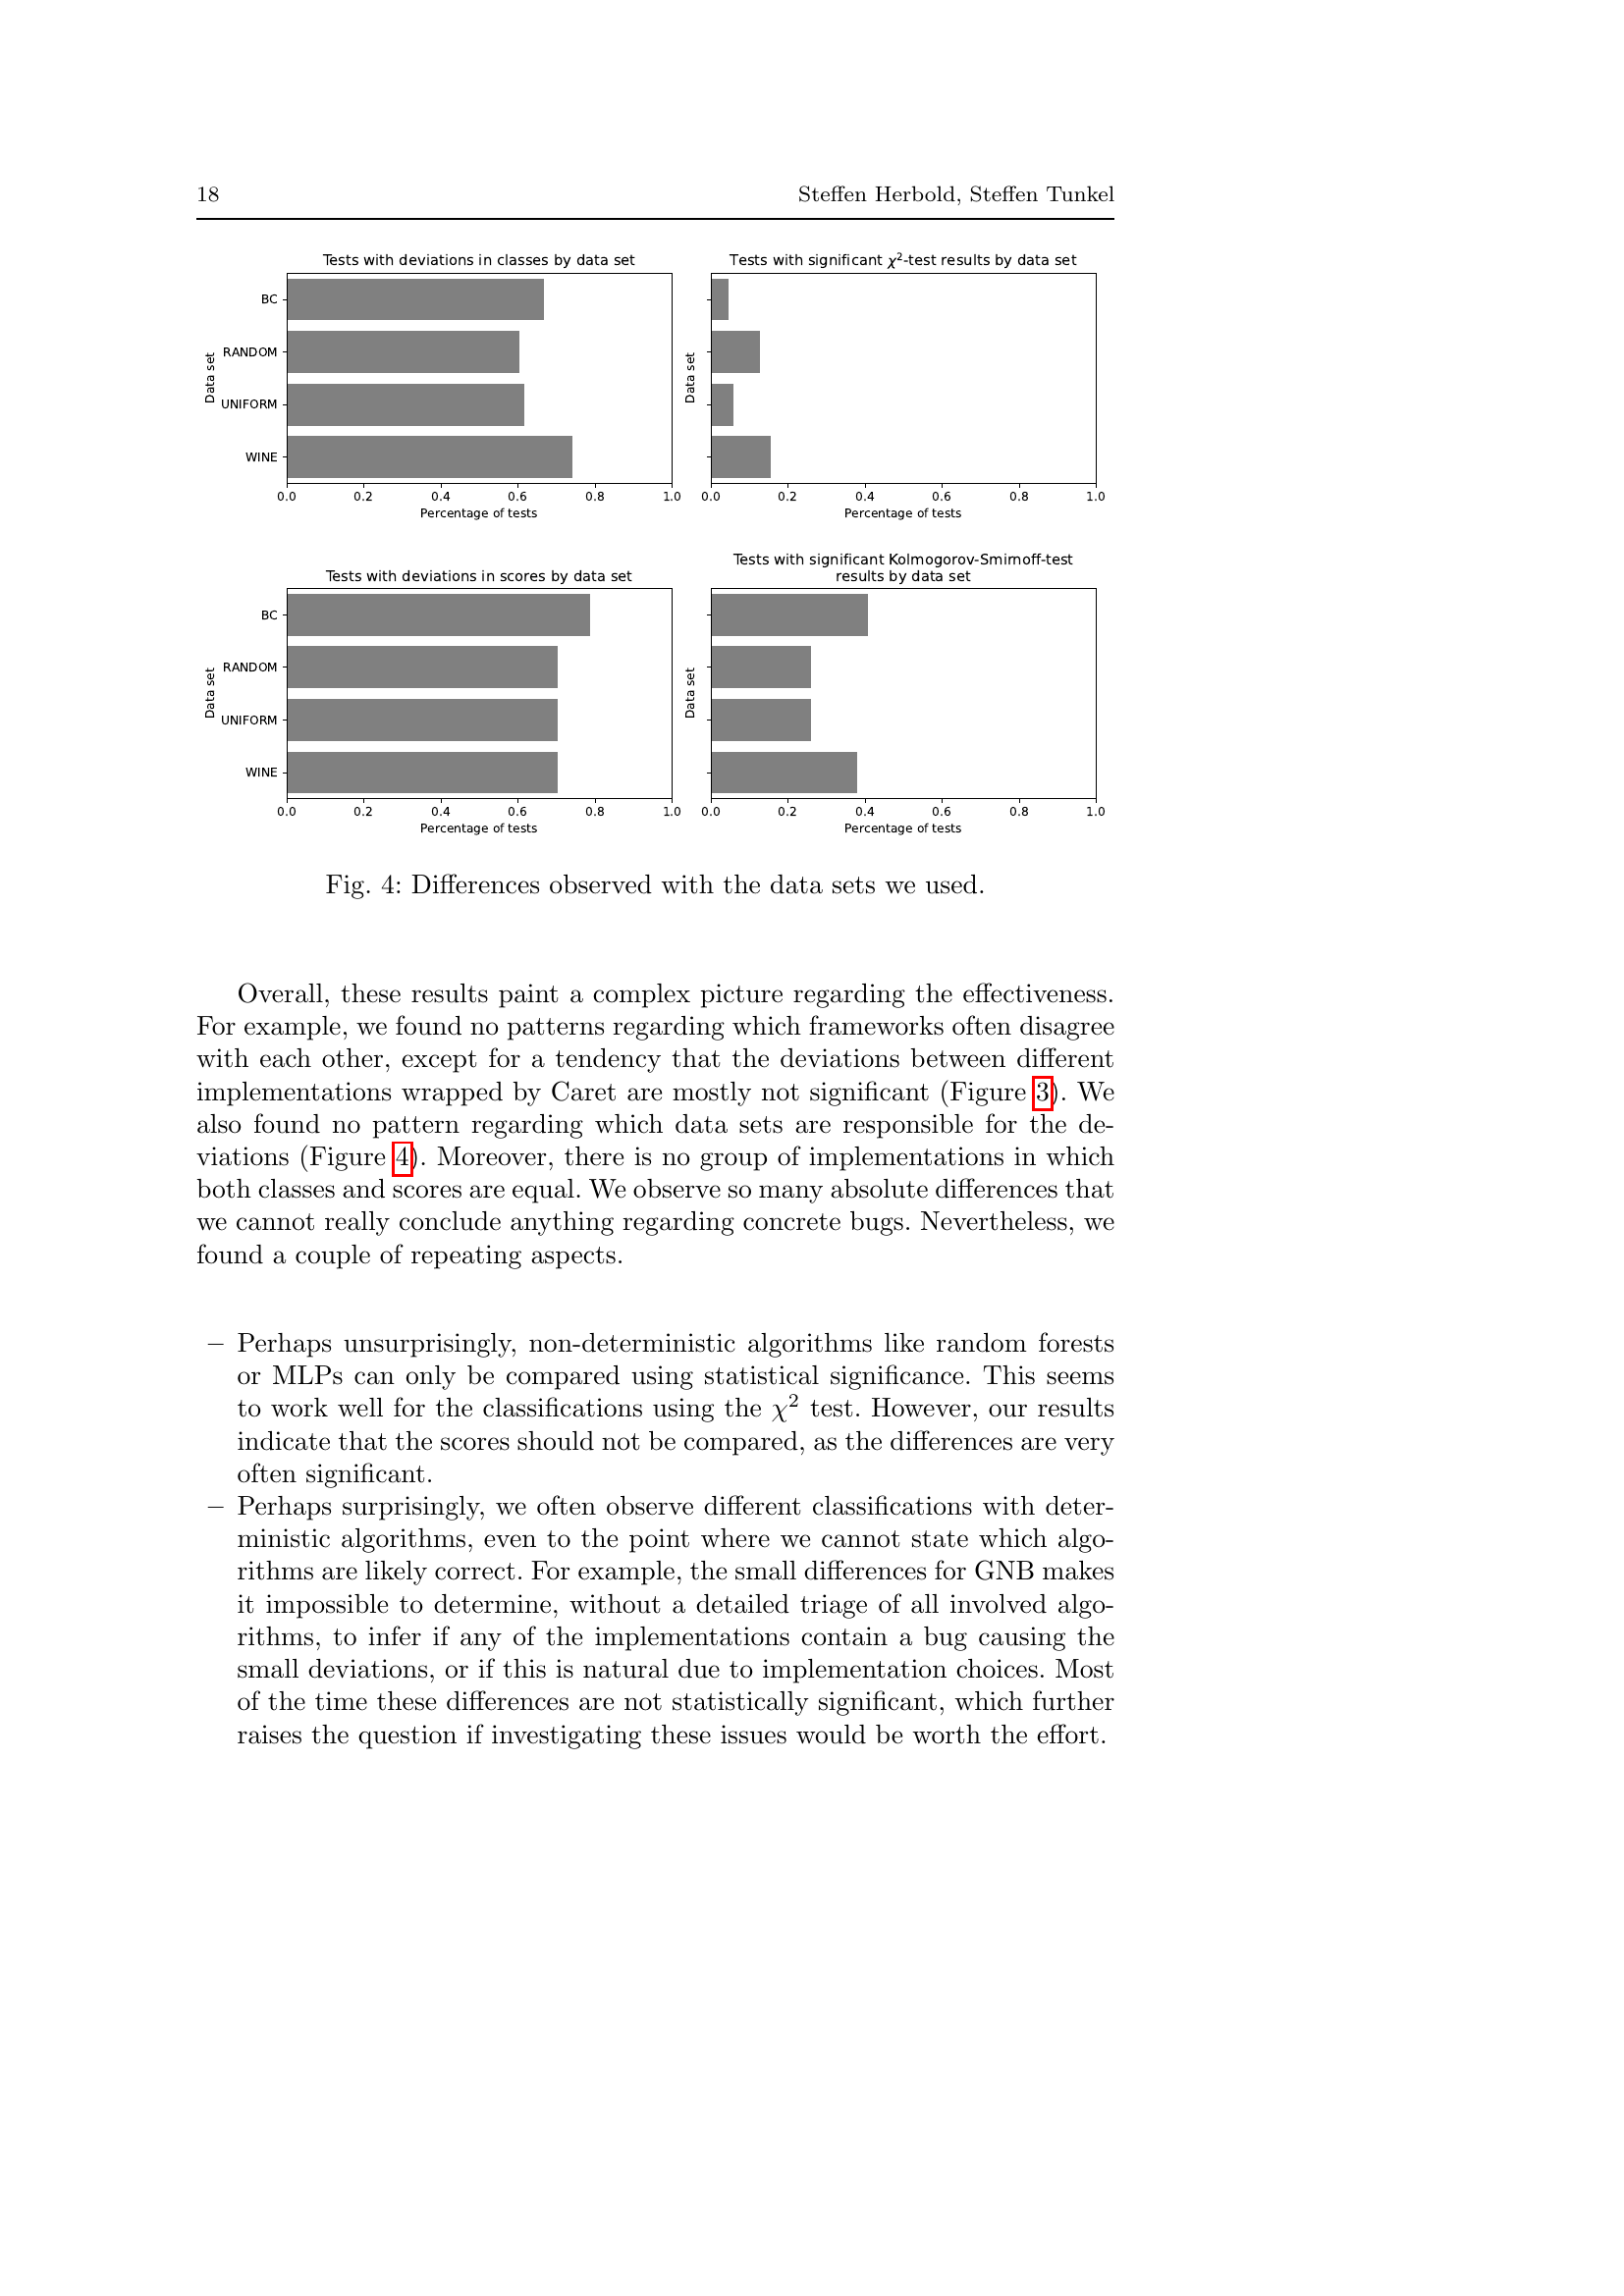 18
Steffen Herbold, Steffen Tunkel
Tests with deviations in classes by data set
Data set
BC
RANDOM
UNIFORM
WINE
0.0 0.2 0.4 0.6 0.8 1.0
Percentage of tests
Tests with significant χ²-test results by data set
Data set
0.0 0.2 0.4 0.6 0.8 1.0
Percentage of tests
Tests with deviations in scores by data set
Data set
BC
RANDOM
UNIFORM
WINE
0.0 0.2 0.4 0.6 0.8 1.0
Percentage of tests
Tests with significant Kolmogorov-Smirnoff-test
results by data set
Data set
0.0 0.2 0.4 0.6 0.8 1.0
Percentage of tests
Fig. 4: Differences observed with the data sets we used.
Overall, these results paint a complex picture regarding the effectiveness.
For example, we found no patterns regarding which frameworks often disagree
with each other, except for a tendency that the deviations between different
implementations wrapped by Caret are mostly not significant (Figure 3). We
also found no pattern regarding which data sets are responsible for the de-
viations (Figure 4). Moreover, there is no group of implementations in which
both classes and scores are equal. We observe so many absolute differences that
we cannot really conclude anything regarding concrete bugs. Nevertheless, we
found a couple of repeating aspects.
– Perhaps unsurprisingly, non-deterministic algorithms like random forests
or MLPs can only be compared using statistical significance. This seems
to work well for the classifications using the χ² test. However, our results
indicate that the scores should not be compared, as the differences are very
often significant.
– Perhaps surprisingly, we often observe different classifications with deter-
ministic algorithms, even to the point where we cannot state which algo-
rithms are likely correct. For example, the small differences for GNB makes
it impossible to determine, without a detailed triage of all involved algo-
rithms, to infer if any of the implementations contain a bug causing the
small deviations, or if this is natural due to implementation choices. Most
of the time these differences are not statistically significant, which further
raises the question if investigating these issues would be worth the effort.